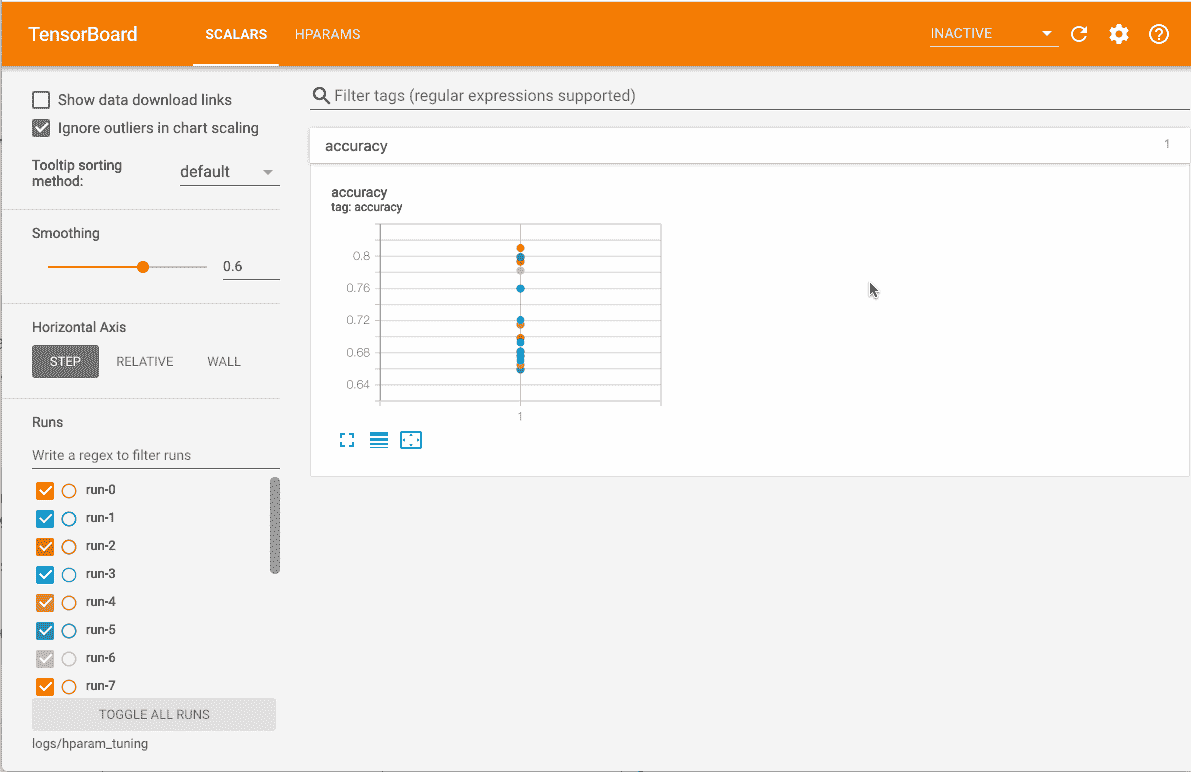 TensorBoard
SCALARS
HPARAMS
INACTIVE
Show data download links
Ignore outliers in chart scaling
Tooltip sorting
method:
default
Smoothing
0.6
Horizontal Axis
STEP
RELATIVE
WALL
Runs
Write a regex to filter runs
run-0
run-1
run-2
run-3
run-4
run-5
run-6
run-7
TOGGLE ALL RUNS
logs/hparam_tuning
Filter tags (regular expressions supported)
accuracy
1
accuracy
tag: accuracy
0.8
0.76
0.72
0.68
0.64
1